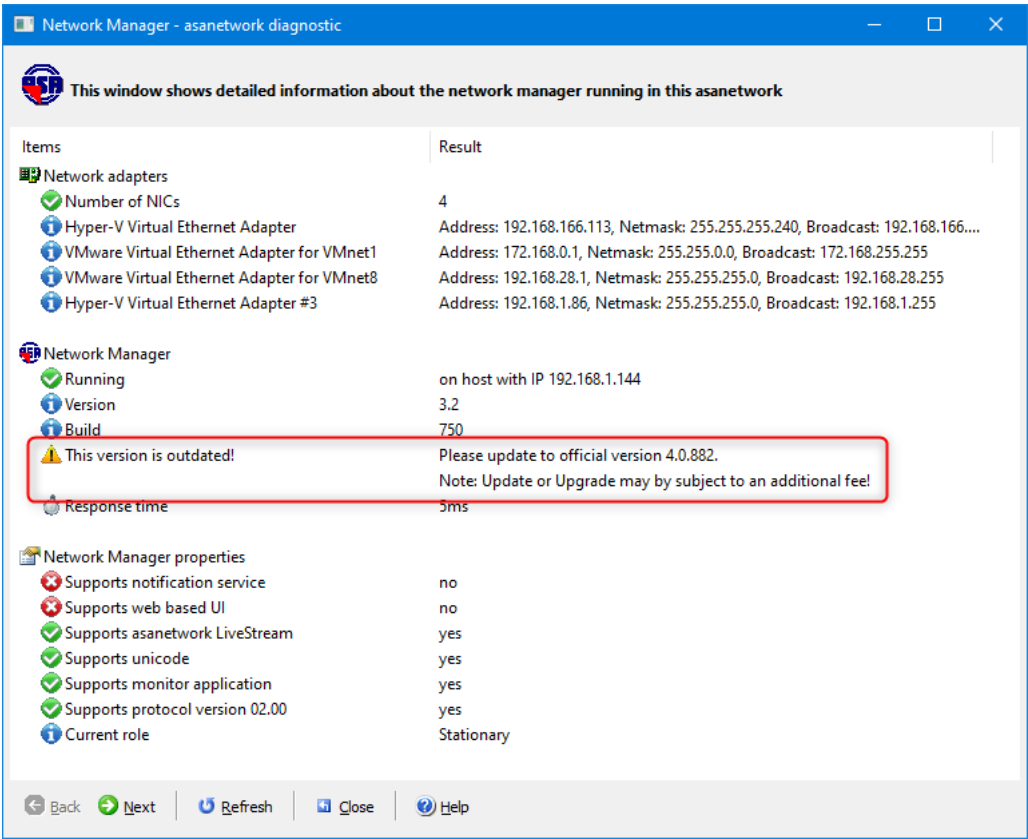 Network Manager - asanetwork diagnostic
ASA This window shows detailed information about the network manager running in this asanetwork
Items Result
Network adapters
Number of NICs 4
Hyper-V Virtual Ethernet Adapter Address: 192.168.166.113, Netmask: 255.255.255.240, Broadcast: 192.168.166....
VMware Virtual Ethernet Adapter for VMnet1 Address: 172.168.0.1, Netmask: 255.255.0.0, Broadcast: 172.168.255.255
VMware Virtual Ethernet Adapter for VMnet8 Address: 192.168.28.1, Netmask: 255.255.255.0, Broadcast: 192.168.28.255
Hyper-V Virtual Ethernet Adapter #3 Address: 192.168.1.86, Netmask: 255.255.255.0, Broadcast: 192.168.1.255
ASA Network Manager
Running on host with IP 192.168.1.144
Version 3.2
Build 750
This version is outdated! Please update to official version 4.0.882.
Note: Update or Upgrade may by subject to an additional fee!
Response time 5ms
Network Manager properties
Supports notification service no
Supports web based UI no
Supports asanetwork LiveStream yes
Supports unicode yes
Supports monitor application yes
Supports protocol version 02.00 yes
Current role Stationary
Back Next Refresh Close Help